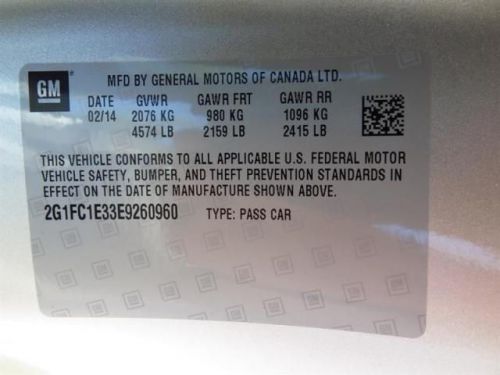 GM
MFD BY GENERAL MOTORS OF CANADA LTD.
DATE GVWR GAWR FRT GAWR RR
02/14 2076 KG 980 KG 1096 KG
4574 LB 2159 LB 2415 LB
THIS VEHICLE CONFORMS TO ALL APPLICABLE U.S. FEDERAL MOTOR
VEHICLE SAFETY, BUMPER, AND THEFT PREVENTION STANDARDS IN
EFFECT ON THE DATE OF MANUFACTURE SHOWN ABOVE.
2G1FC1E33E9260960 TYPE: PASS CAR